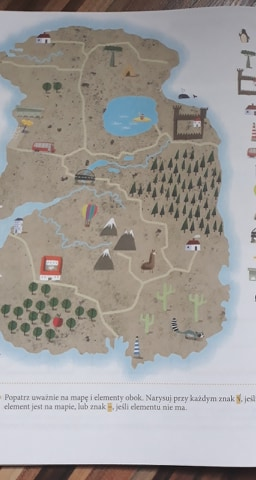 Popatrz uważnie na mapę i elementy obok. Narysuj przy każdym znak , jeśli
element jest na mapie, lub znak , jeśli elementu nie ma.